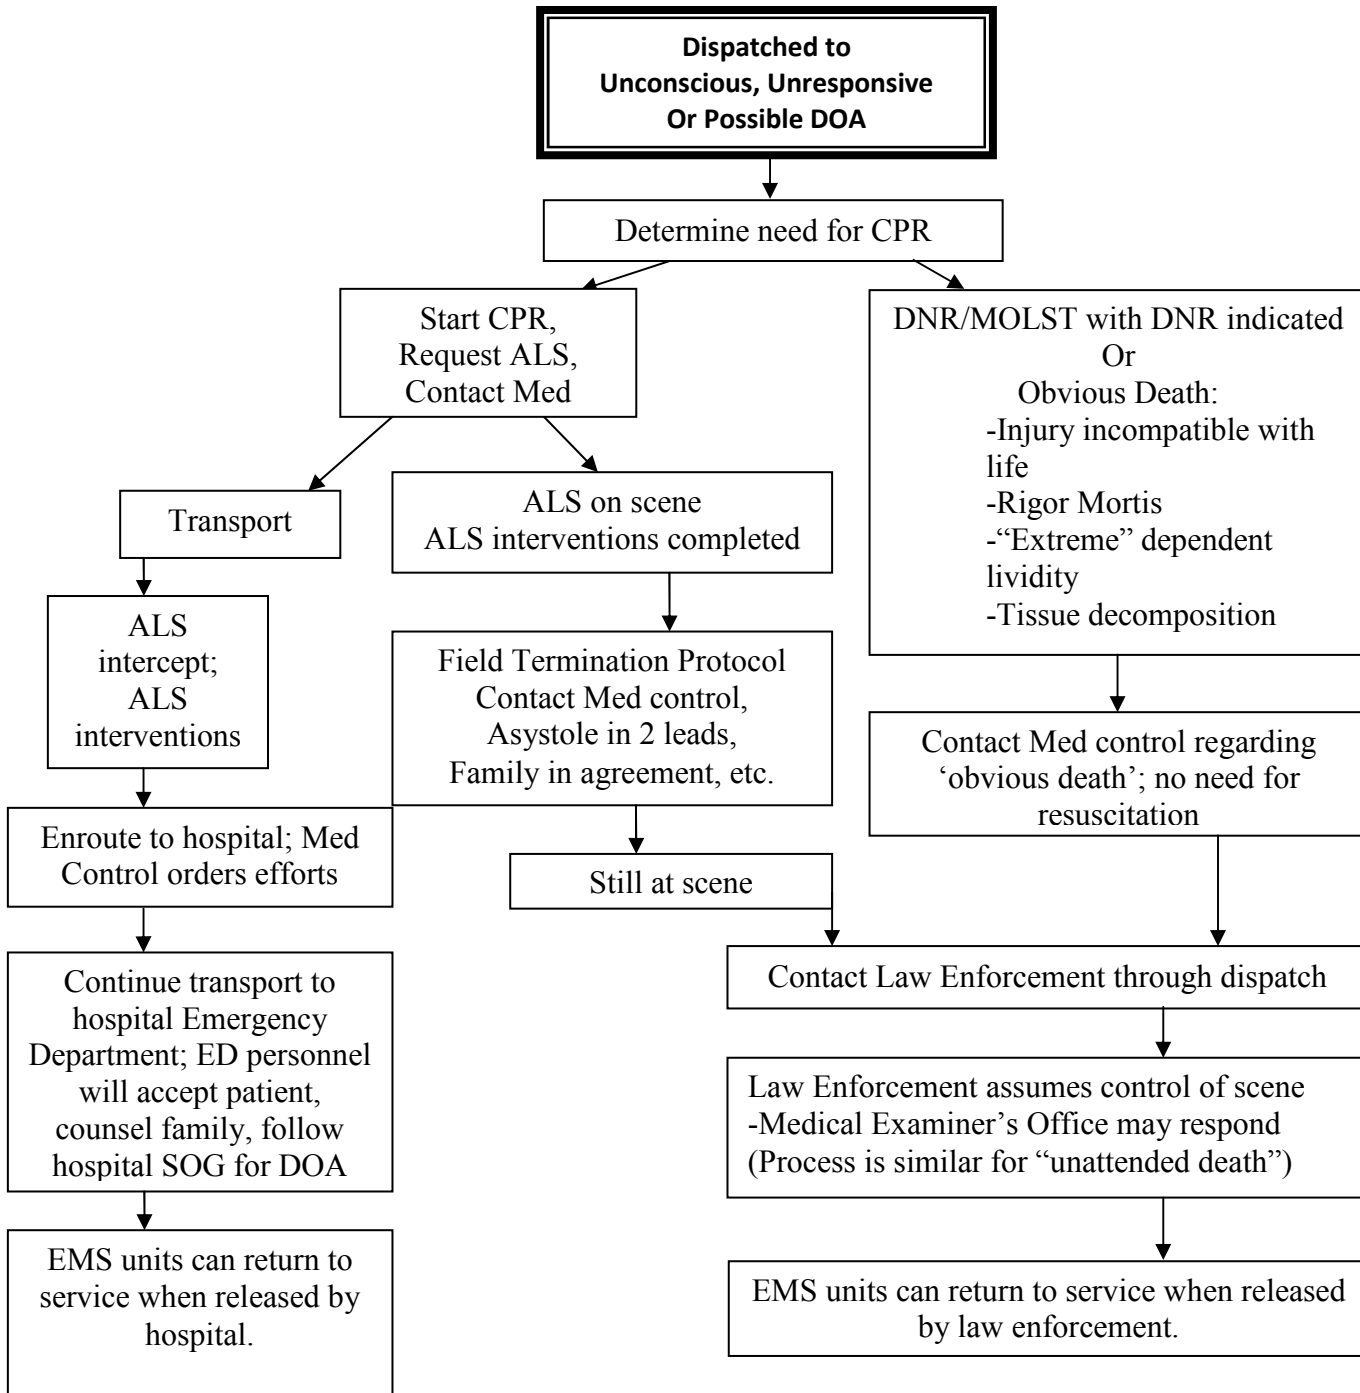 Dispatched to
Unconscious, Unresponsive
Or Possible DOA
Determine need for CPR
Start CPR,
Request ALS,
Contact Med
DNR/MOLST with DNR indicated
Or
Obvious Death:
-Injury incompatible with
life
-Rigor Mortis
-“Extreme” dependent
lividity
-Tissue decomposition
Transport
ALS on scene
ALS interventions completed
ALS
intercept;
ALS
interventions
Field Termination Protocol
Contact Med control,
Asystole in 2 leads,
Family in agreement, etc.
Contact Med control regarding
‘obvious death’; no need for
resuscitation
Enroute to hospital; Med
Control orders efforts
Still at scene
Continue transport to
hospital Emergency
Department; ED personnel
will accept patient,
counsel family, follow
hospital SOG for DOA
Contact Law Enforcement through dispatch
Law Enforcement assumes control of scene
-Medical Examiner’s Office may respond
(Process is similar for “unattended death”)
EMS units can return to
service when released by
hospital.
EMS units can return to service when released
by law enforcement.